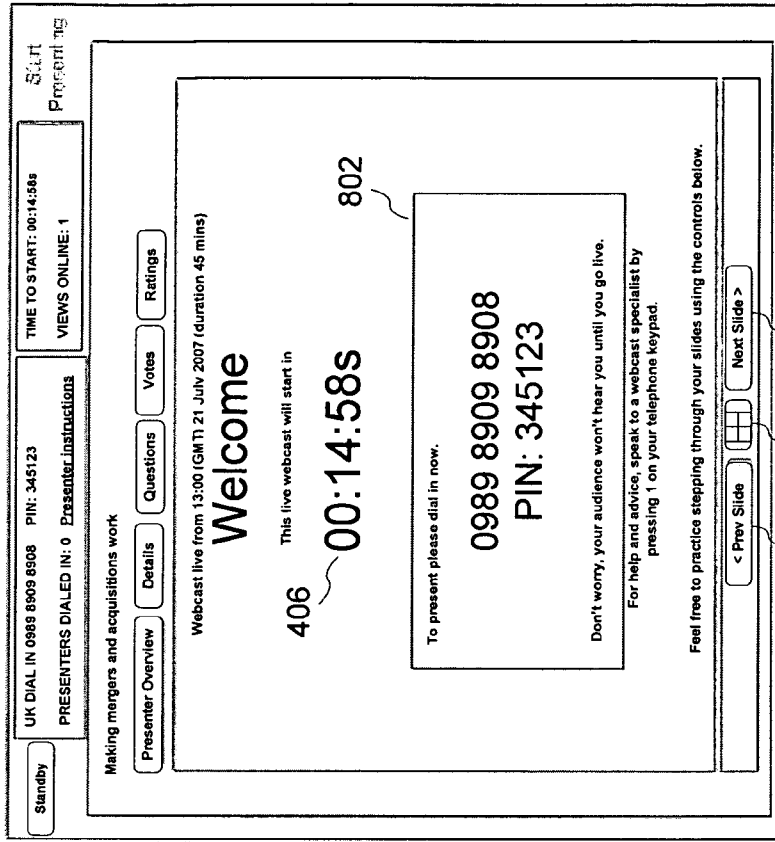 Standby
UK DIAL IN 0989 8909 8908 PIN: 345123
PRESENTERS DIALED IN: 0 Presenter instructions
TIME TO START: 00:14:58s
VIEWS ONLINE: 1
Start
Presenting
Making mergers and acquisitions work
Presenter Overview
Details
Questions
Votes
Ratings
Webcast live from 13:00 (GMT1) 21 July 2007 (duration 45 mins)
Welcome
This live webcast will start in
406
00:14:58s
802
To present please dial in now.
0989 8909 8908
PIN: 345123
Don't worry, your audience won't hear you until you go live.
For help and advice, speak to a webcast specialist by
pressing 1 on your telephone keypad.
Feel free to practice stepping through your slides using the controls below.
< Prev Slide
Next Slide >